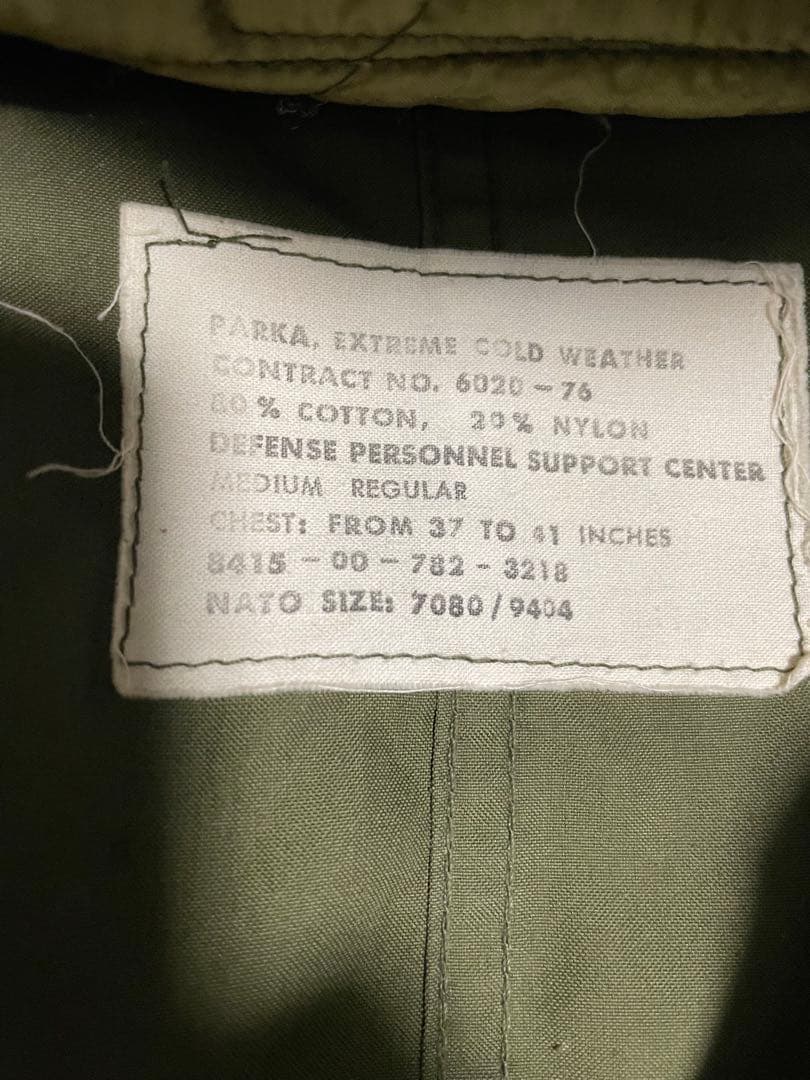 PARKA, EXTREME COLD WEATHER
CONTRACT NO. 6020-76
80% COTTON, 20% NYLON
DEFENSE PERSONNEL SUPPORT CENTER
MEDIUM REGULAR
CHEST: FROM 37 TO 41 INCHES
8415-00-782-3218
NATO SIZE: 7080/9404